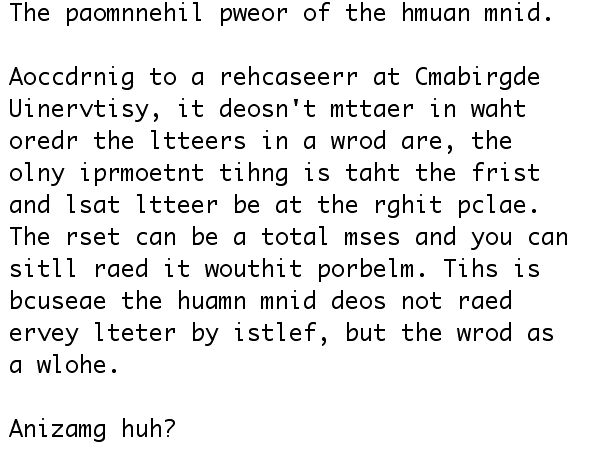 The paomnnehil pweor of the hmuan mnid.
Aoccdrnig to a rehcaseerr at Cmabirgde
Uinervtisy, it deosn't mttaer in waht
oredr the ltteers in a wrod are, the
olny iprmoetnt tihng is taht the frist
and lsat ltteer be at the rghit pclae.
The rset can be a total mses and you can
sitll raed it wouthit porbelm. Tihs is
bcuseae the huamn mnid deos not raed
ervey lteter by istlef, but the wrod as
a wlohe.
Anizamg huh?